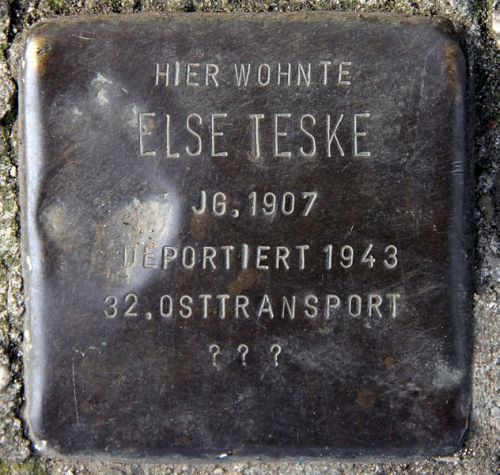 HIER WOHNTE
ELSE TESKE
JG. 1907
DEPORTIERT 1943
32. OSTTRANSPORT
? ? ?